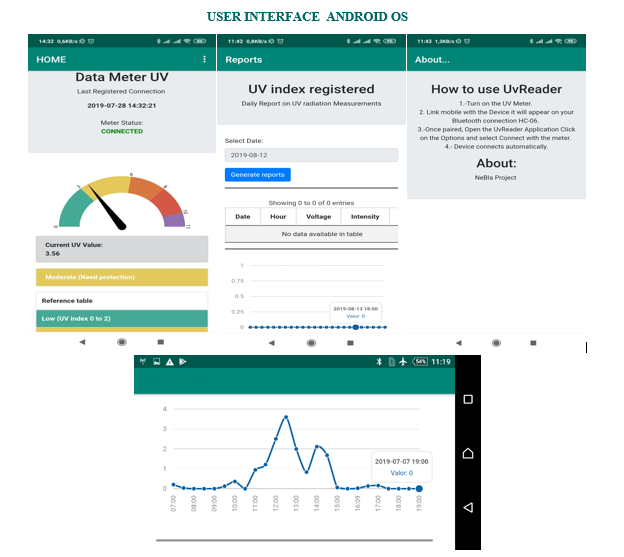 USER INTERFACE ANDROID OS
14:32 0,6KB/s
HOME
Data Meter UV
Last Registered Connection
2019-07-28 14:32:21
Meter Status:
CONNECTED
Current UV Value:
3.56
Moderate (Need protection)
Reference table
Low (UV index 0 to 2)
11:42 0,8KB/s
Reports
UV index registered
Daily Report on UV radiation Measurements
Select Date:
2019-08-12
Generate reports
Showing 0 to 0 of 0 entries
Date Hour Voltage Intensity
No data available in table
1
0.75
0.5
0.25
0
2019-08-13 18:00
Valor: 0
11:43 1,3KB/s
About...
How to use UvReader
1.-Turn on the UV Meter.
2. Link mobile with the Device it will appear on your
Bluetooth connection HC-06.
3.-Once paired, Open the UvReader Application Click
on the Options and select Connect with the meter.
4.- Device connects automatically.
About:
NeBla Project
54% 11:19
4
3
2
1
0
2019-07-07 19:00
Valor: 0
07:00 08:00 09:00 10:00 11:00 12:00 13:00 14:00 15:00 16:09 17:00 18:00 19:00